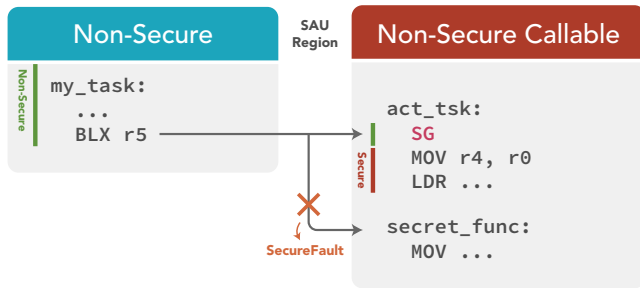 Non-Secure
SAU
Region
Non-Secure Callable
Non-Secure
my_task:
...
BLX r5
act_tsk:
SG
MOV r4, r0
LDR ...
Secure
secret_func:
MOV ...
SecureFault